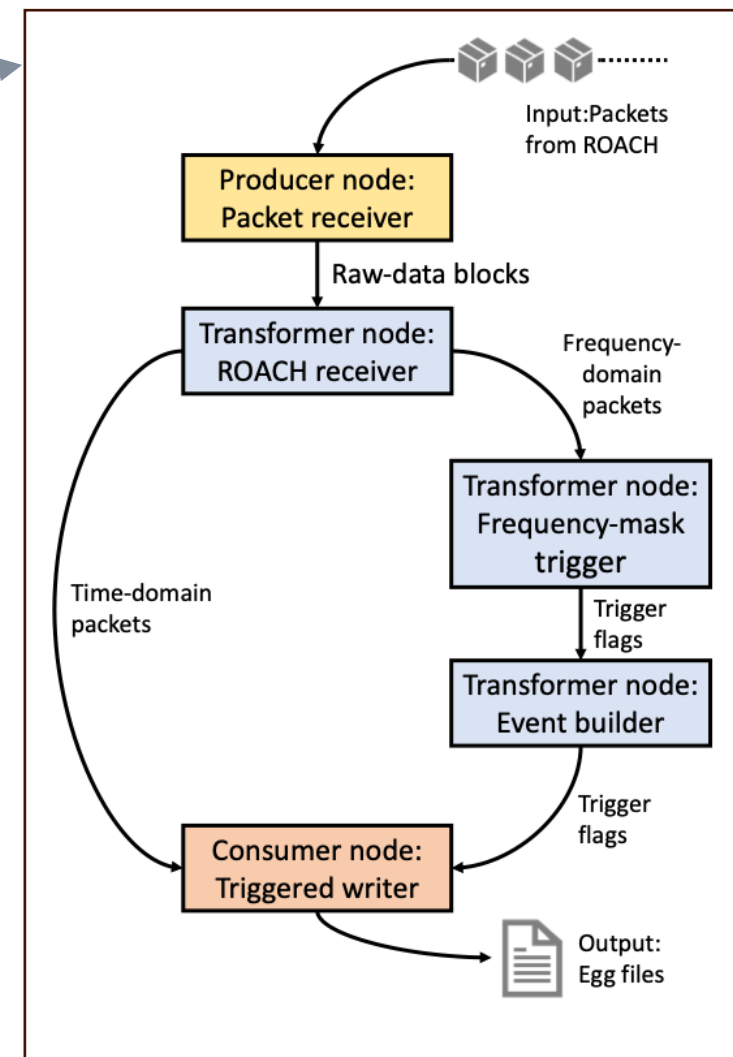 Input:Packets
from ROACH
Producer node:
Packet receiver
Raw-data blocks
Transformer node:
ROACH receiver
Frequency-
domain
packets
Transformer node:
Frequency-mask
trigger
Time-domain
packets
Trigger
flags
Transformer node:
Event builder
Trigger
flags
Consumer node:
Triggered writer
Output:
Egg files